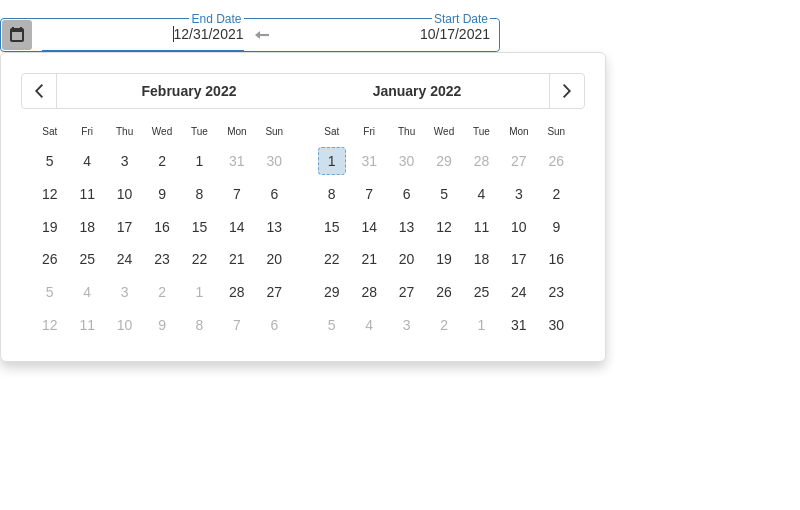 End Date Start Date
12/31/2021 10/17/2021
February 2022 January 2022
Sat Fri Thu Wed Tue Mon Sun Sat Fri Thu Wed Tue Mon Sun
5 4 3 2 1 31 30 1 31 30 29 28 27 26
12 11 10 9 8 7 6 8 7 6 5 4 3 2
19 18 17 16 15 14 13 15 14 13 12 11 10 9
26 25 24 23 22 21 20 22 21 20 19 18 17 16
5 4 3 2 1 28 27 29 28 27 26 25 24 23
12 11 10 9 8 7 6 5 4 3 2 1 31 30